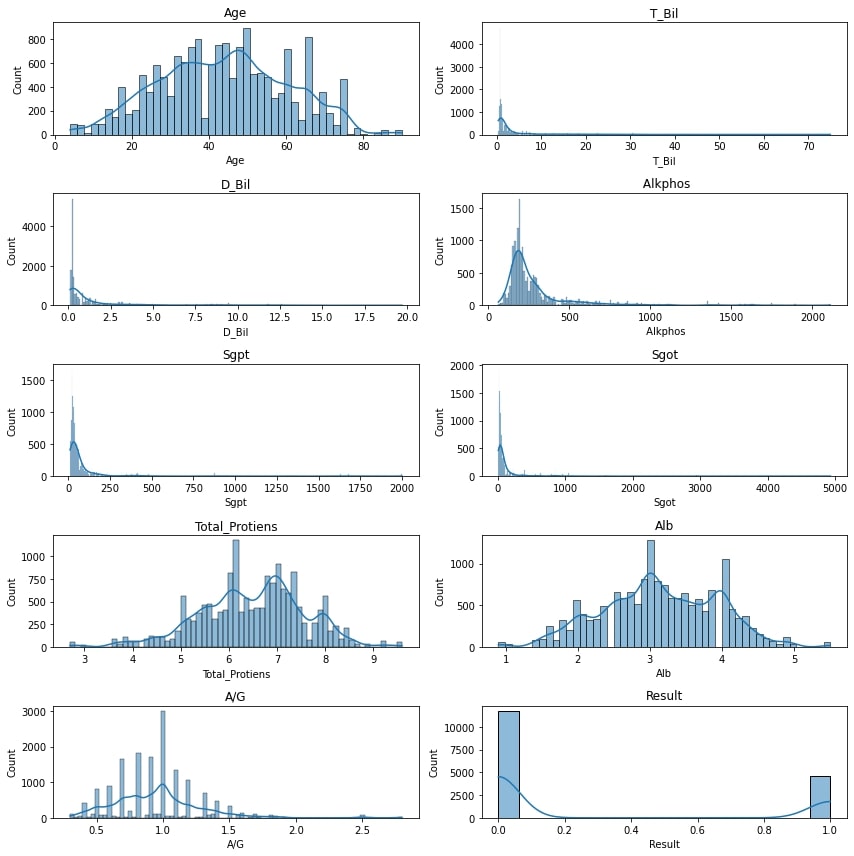 Age
T_Bil
Count
800
600
400
200
0
0 20 40 60 80
Age
Count
5000
4000
3000
2000
1000
0
0 10 20 30 40 50 60 70
T_Bil
D_Bil
Alkphos
Count
4000
2000
0
0.0 2.5 5.0 7.5 10.0 12.5 15.0 17.5 20.0
D_Bil
Count
1500
1000
500
0
0 500 1000 1500 2000
Alkphos
Sgpt
Sgot
Count
1500
1000
500
0
0 250 500 750 1000 1250 1500 1750 2000
Sgpt
Count
2000
1500
1000
500
0
0 1000 2000 3000 4000 5000
Sgot
Total_Protiens
Alb
Count
1000
750
500
250
0
3 4 5 6 7 8 9
Total_Protiens
Count
1000
500
0
1 2 3 4 5
Alb
A/G
Result
Count
3000
2000
1000
0
0.5 1.0 1.5 2.0 2.5
A/G
Count
10000
7500
5000
2500
0
0.0 0.2 0.4 0.6 0.8 1.0
Result